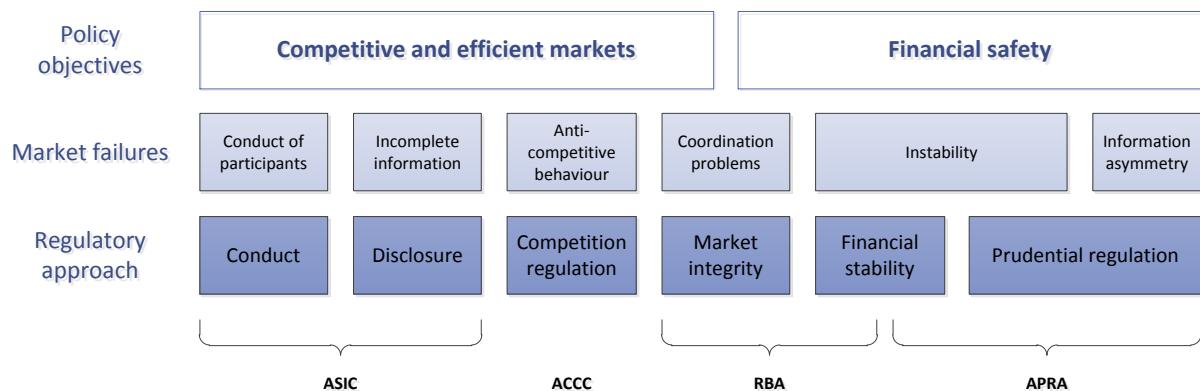 Policy
objectives
Competitive and efficient markets
Financial safety
Market failures
Conduct of
participants
Incomplete
information
Anti-
competitive
behaviour
Coordination
problems
Instability
Information
asymmetry
Regulatory
approach
Conduct
Disclosure
Competition
regulation
Market
integrity
Financial
stability
Prudential regulation
ASIC
ACCC
RBA
APRA